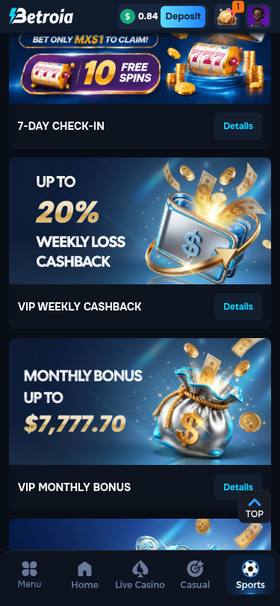 Betroia
$ 0.84 Deposit
1
BET ONLY MX$1 TO CLAIM!
10 FREE
SPINS
7-DAY CHECK-IN Details
UP TO
20%
WEEKLY LOSS
CASHBACK
$
VIP WEEKLY CASHBACK Details
MONTHLY BONUS
UP TO
$7,777.70
$
VIP MONTHLY BONUS Details
TOP
Menu Home Live Casino Casual Sports